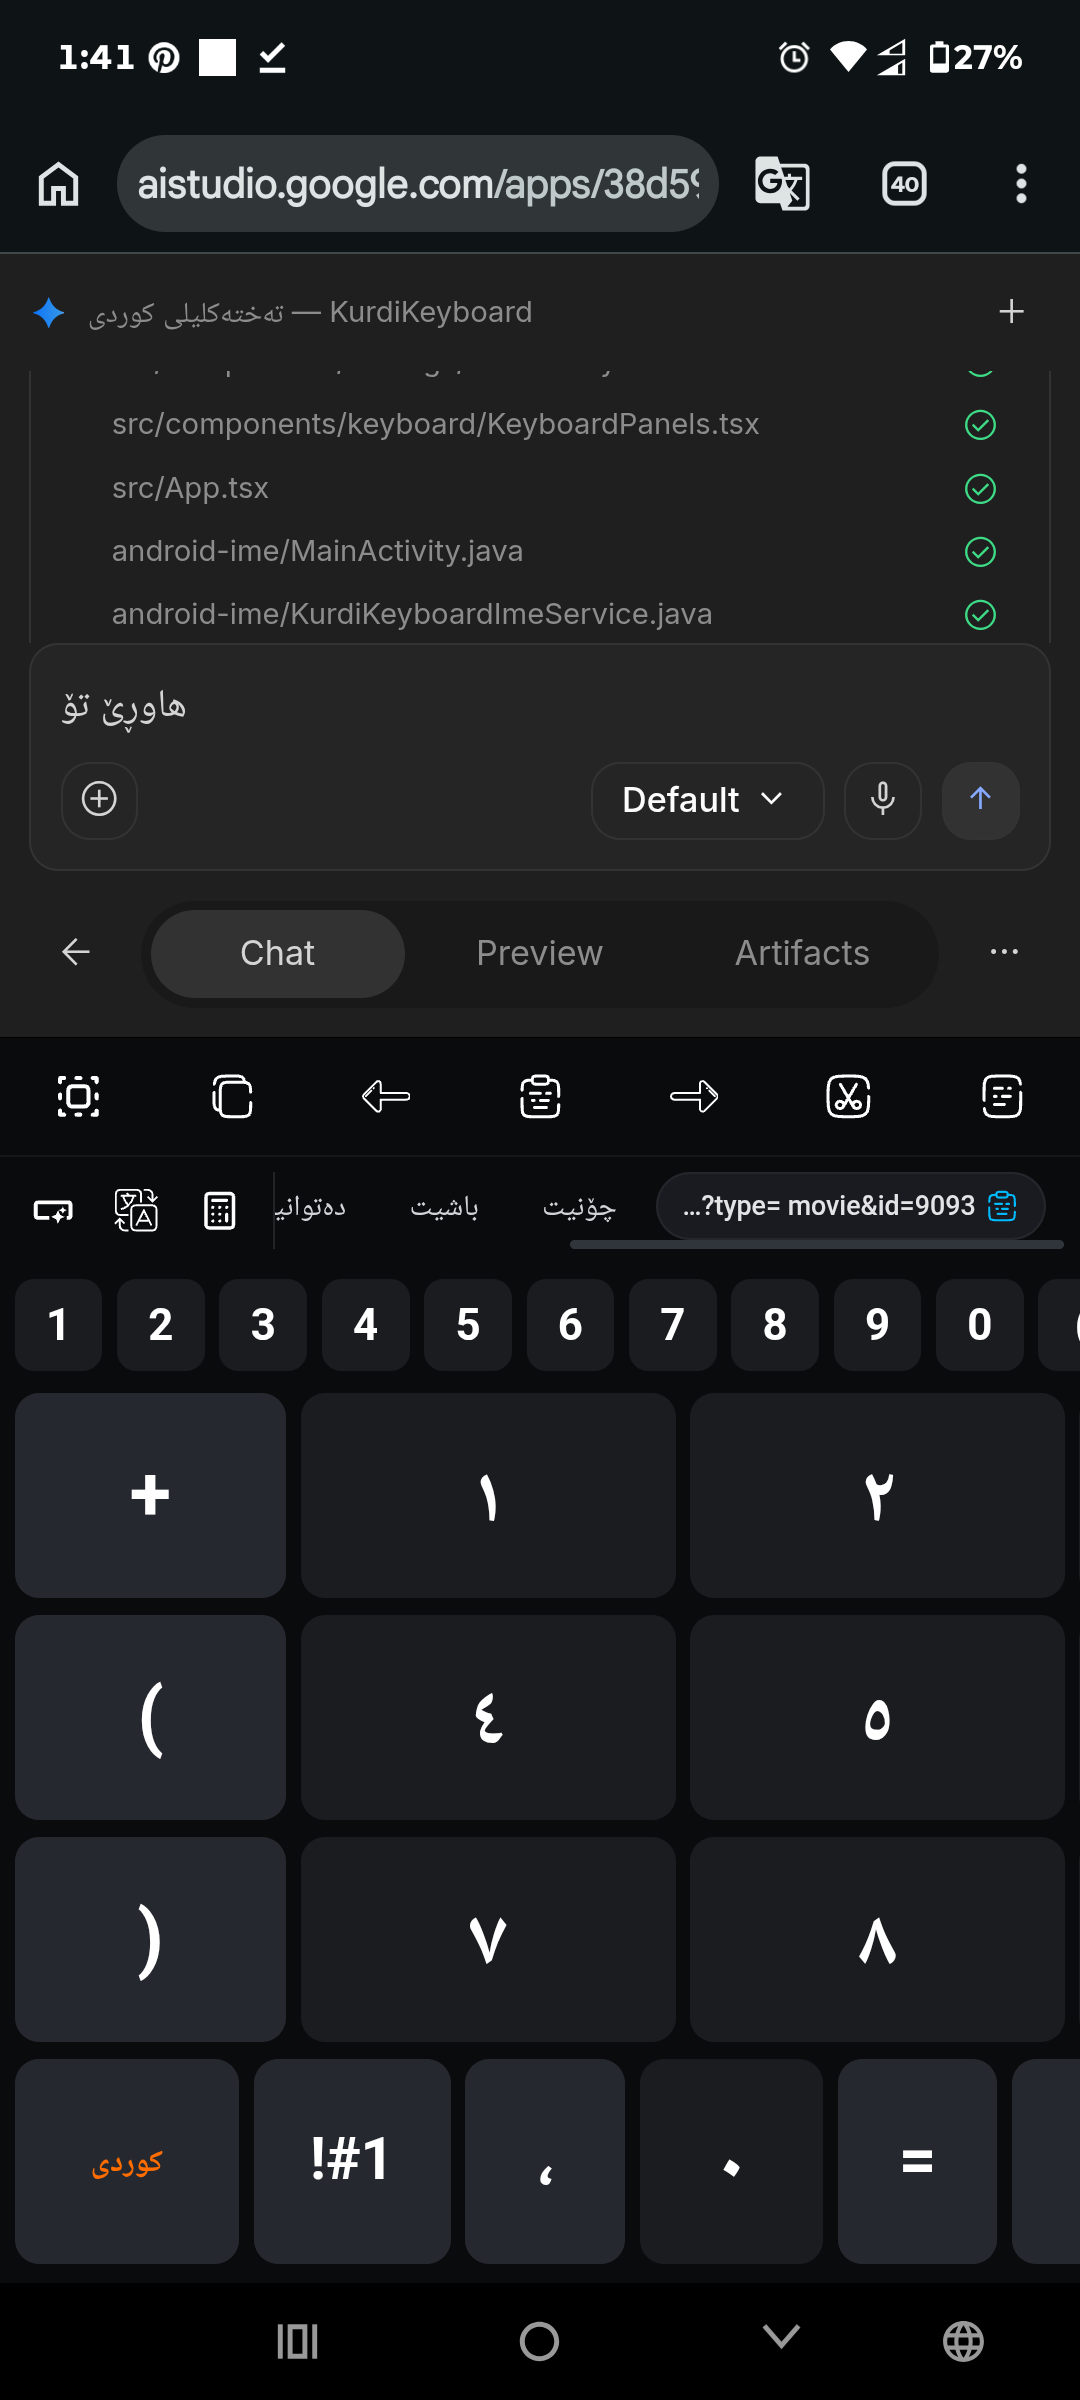 1:41
27%
aistudio.google.com/apps/38d59
40
تەختەکلیلی کوردی — KurdiKeyboard
src/components/keyboard/KeyboardPanels.tsx
src/App.tsx
android-ime/MainActivity.java
android-ime/KurdiKeyboardImeService.java
هاوڕێ تۆ
Default
Chat Preview Artifacts
دەتوانی باشیت چۆنیت ...?type= movie&id=9093
1 2 3 4 5 6 7 8 9 0
+ ١ ٢
( ٤ ٥
) ٧ ٨
کوردی !#1 ، ٠ =